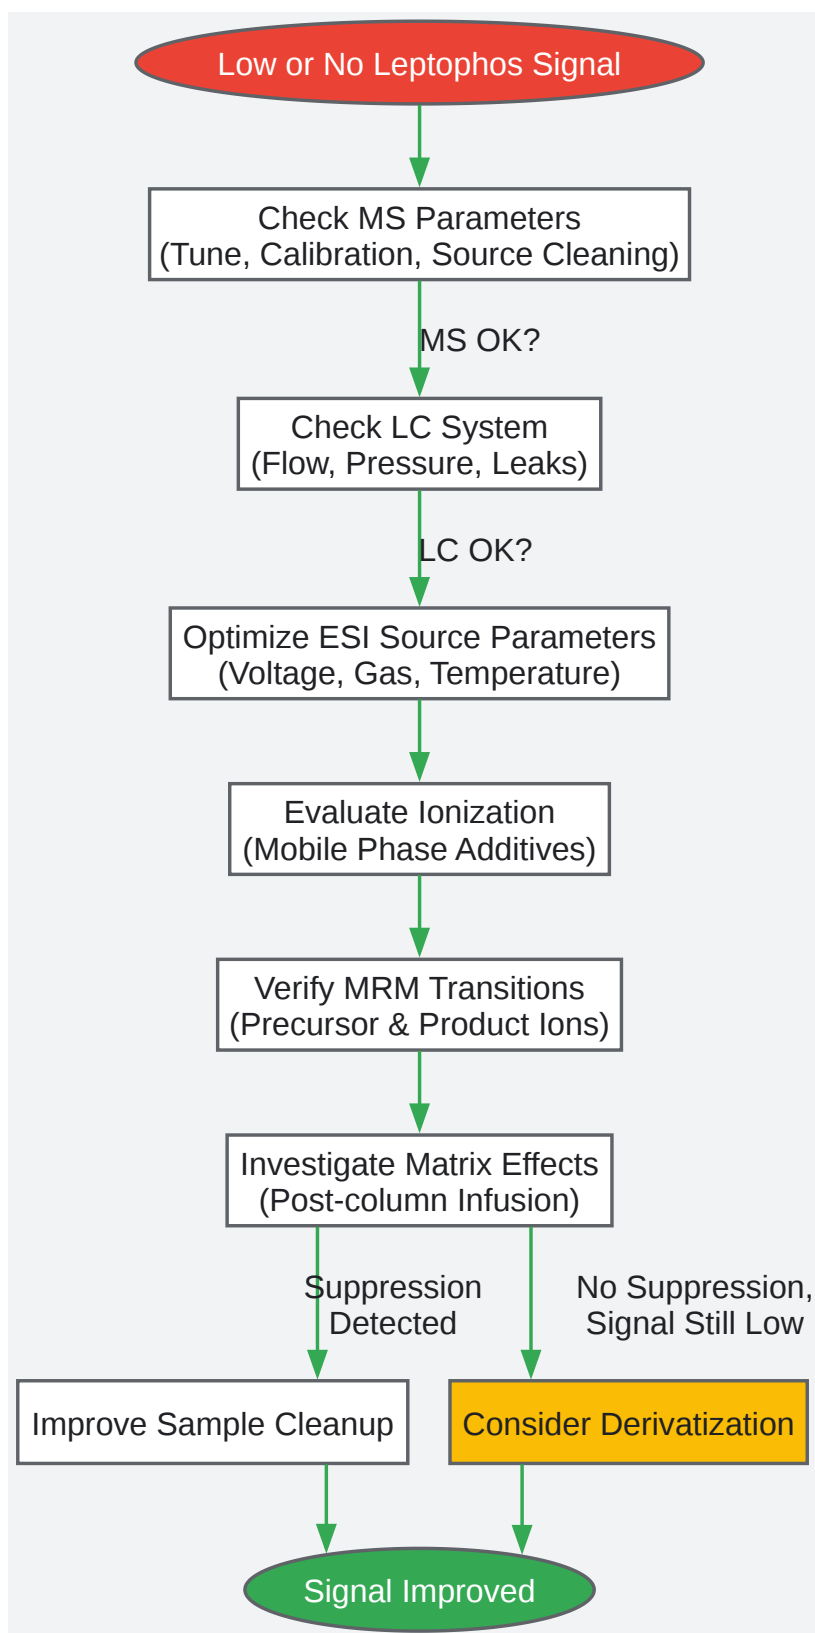 Low or No Leptophos Signal
Check MS Parameters
(Tune, Calibration, Source Cleaning)
MS OK?
Check LC System
(Flow, Pressure, Leaks)
LC OK?
Optimize ESI Source Parameters
(Voltage, Gas, Temperature)
Evaluate Ionization
(Mobile Phase Additives)
Verify MRM Transitions
(Precursor & Product Ions)
Investigate Matrix Effects
(Post-column Infusion)
Suppression
Detected
No Suppression,
Signal Still Low
Improve Sample Cleanup
Consider Derivatization
Signal Improved